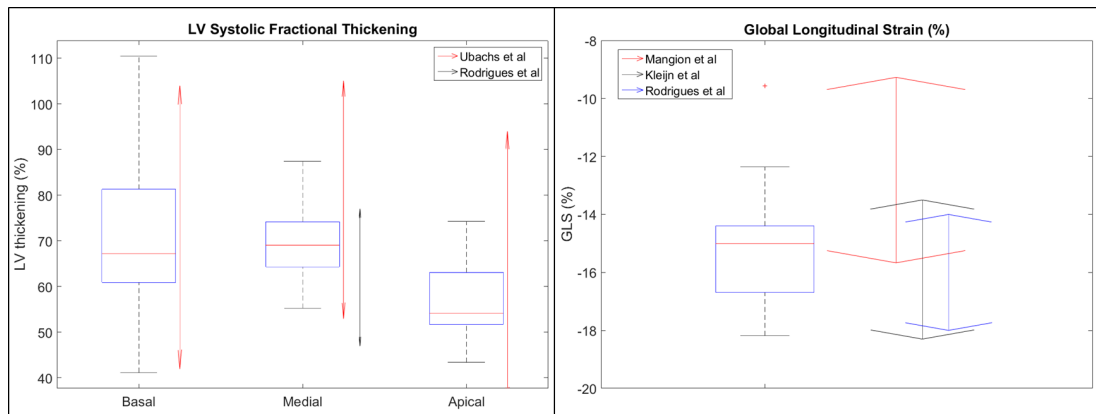 LV Systolic Fractional Thickening
Ubachs et al
Rodrigues et al
LV thickening (%)
110
100
90
80
70
60
50
40
Basal
Medial
Apical
Global Longitudinal Strain (%)
Mangion et al
Kleijn et al
Rodrigues et al
GLS (%)
-8
-10
-12
-14
-16
-18
-20